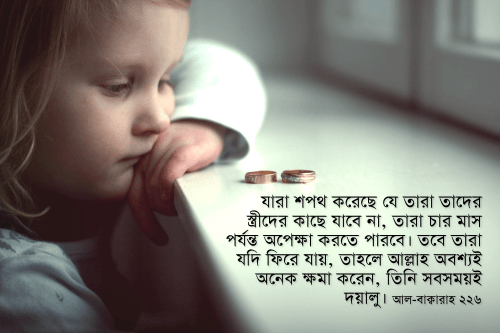 যারা শপথ করেছে যে তারা তাদের
স্ত্রীদের কাছে যাবে না, তারা চার মাস
পর্যন্ত অপেক্ষা করতে পারবে। তবে তারা
যদি ফিরে যায়, তাহলে আল্লাহ অবশ্যই
অনেক ক্ষমা করেন, তিনি সবসময়ই
দয়ালু। আল-বাক্বারাহ ২২৬